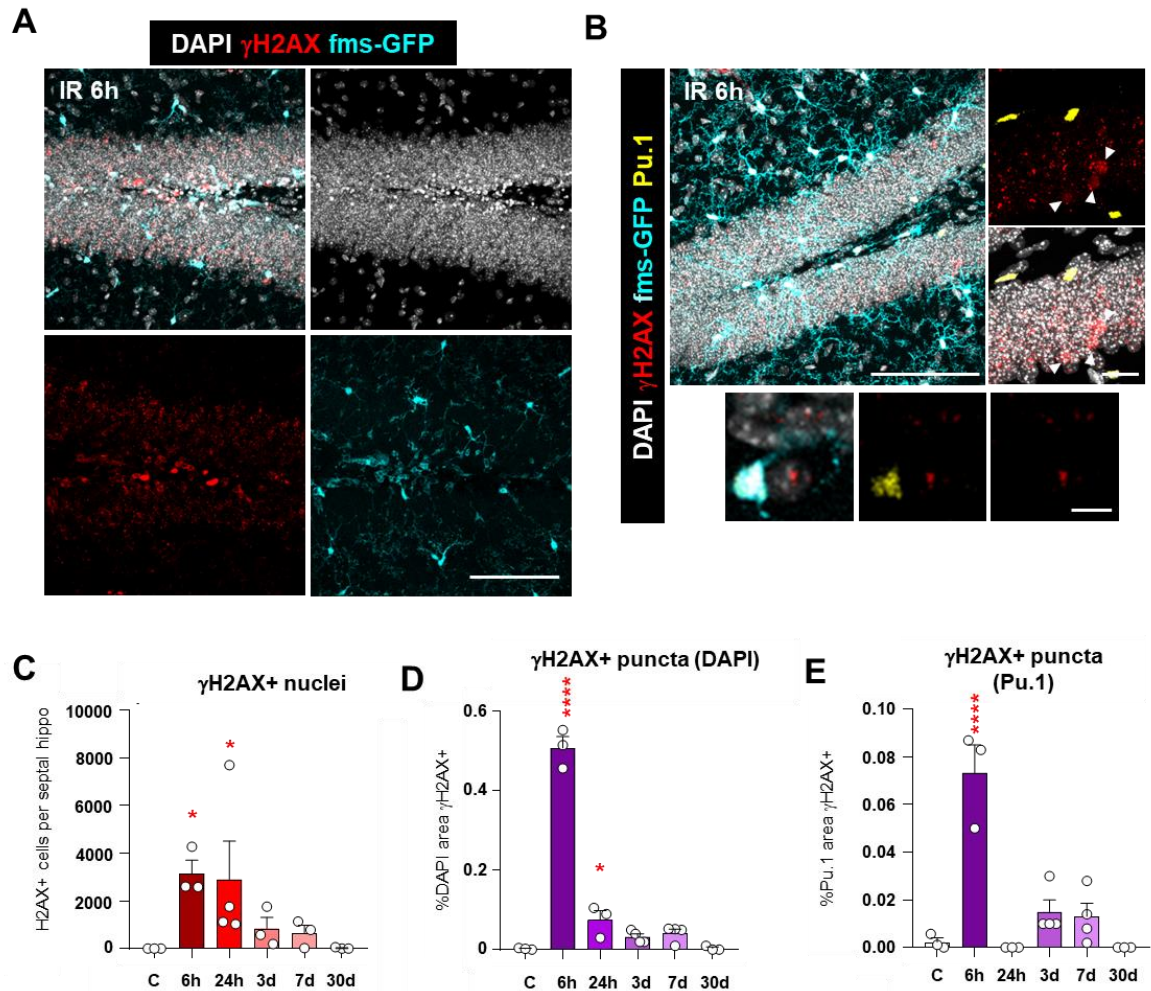 A
DAPI γH2AX fms-GFP
IR 6h
B
DAPI γH2AX fms-GFP Pu.1
IR 6h
C
γH2AX+ nuclei
H2AX+ cells per septal hippo
10000
8000
6000
4000
2000
0
*
*
C 6h 24h 3d 7d 30d
D
γH2AX+ puncta (DAPI)
%DAPI area γH2AX+
0.6
0.4
0.2
0
****
*
C 6h 24h 3d 7d 30d
E
γH2AX+ puncta
(Pu.1)
%Pu.1 area γH2AX+
0.10
0.08
0.06
0.04
0.02
0.00
****
C 6h 24h 3d 7d 30d